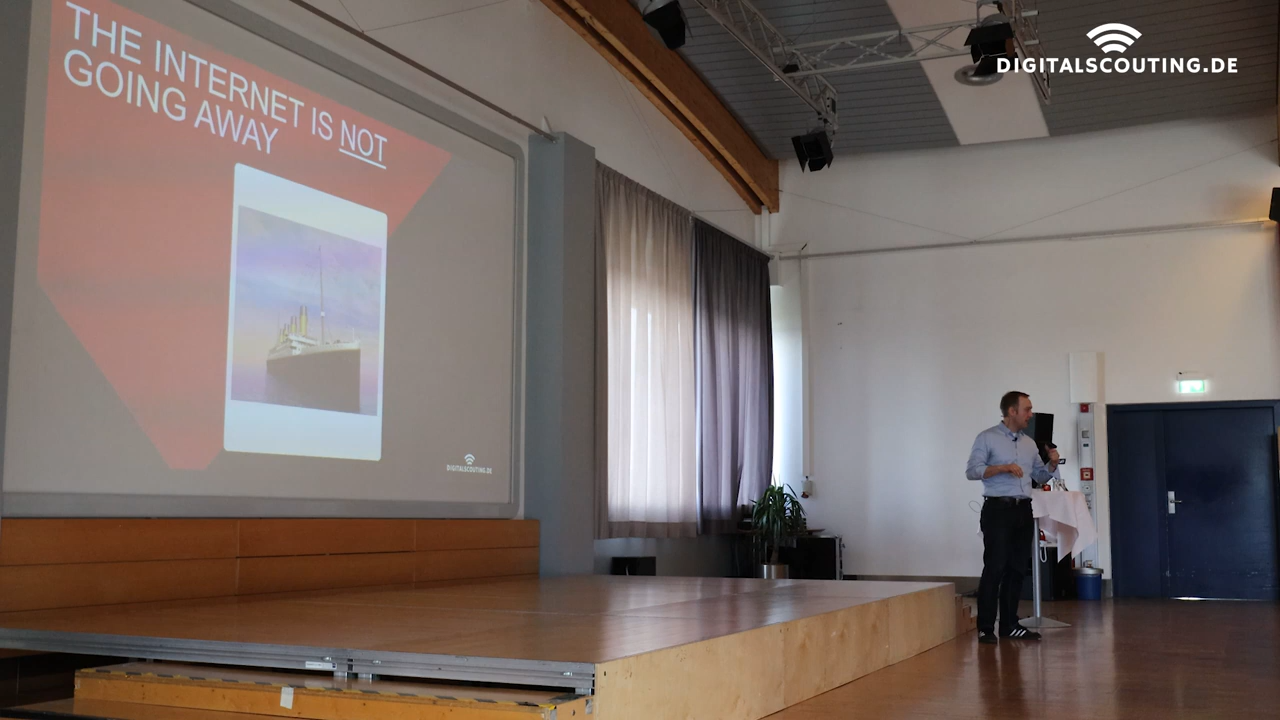 THE INTERNET IS NOT
GOING AWAY
DIGITALSCOUTING.DE
DIGITALSCOUTING.DE